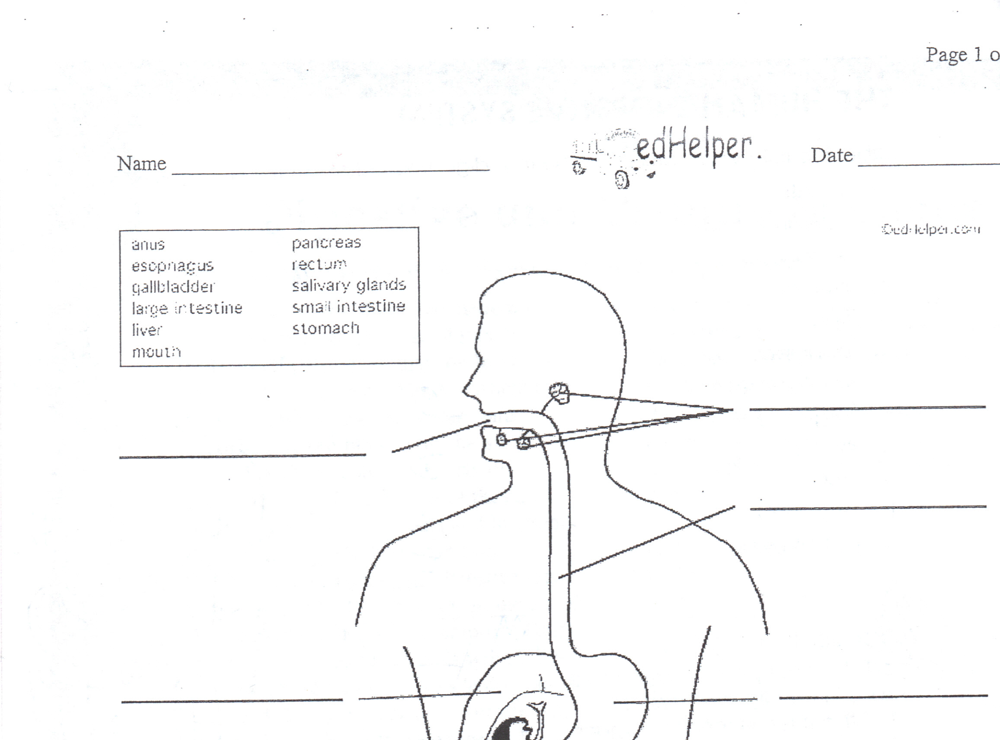 Page 1 o
Name
edHelper.
Date
©edHelper.com
anus pancreas
esophagus rectum
gallbladder salivary glands
large intestine small intestine
liver stomach
mouth